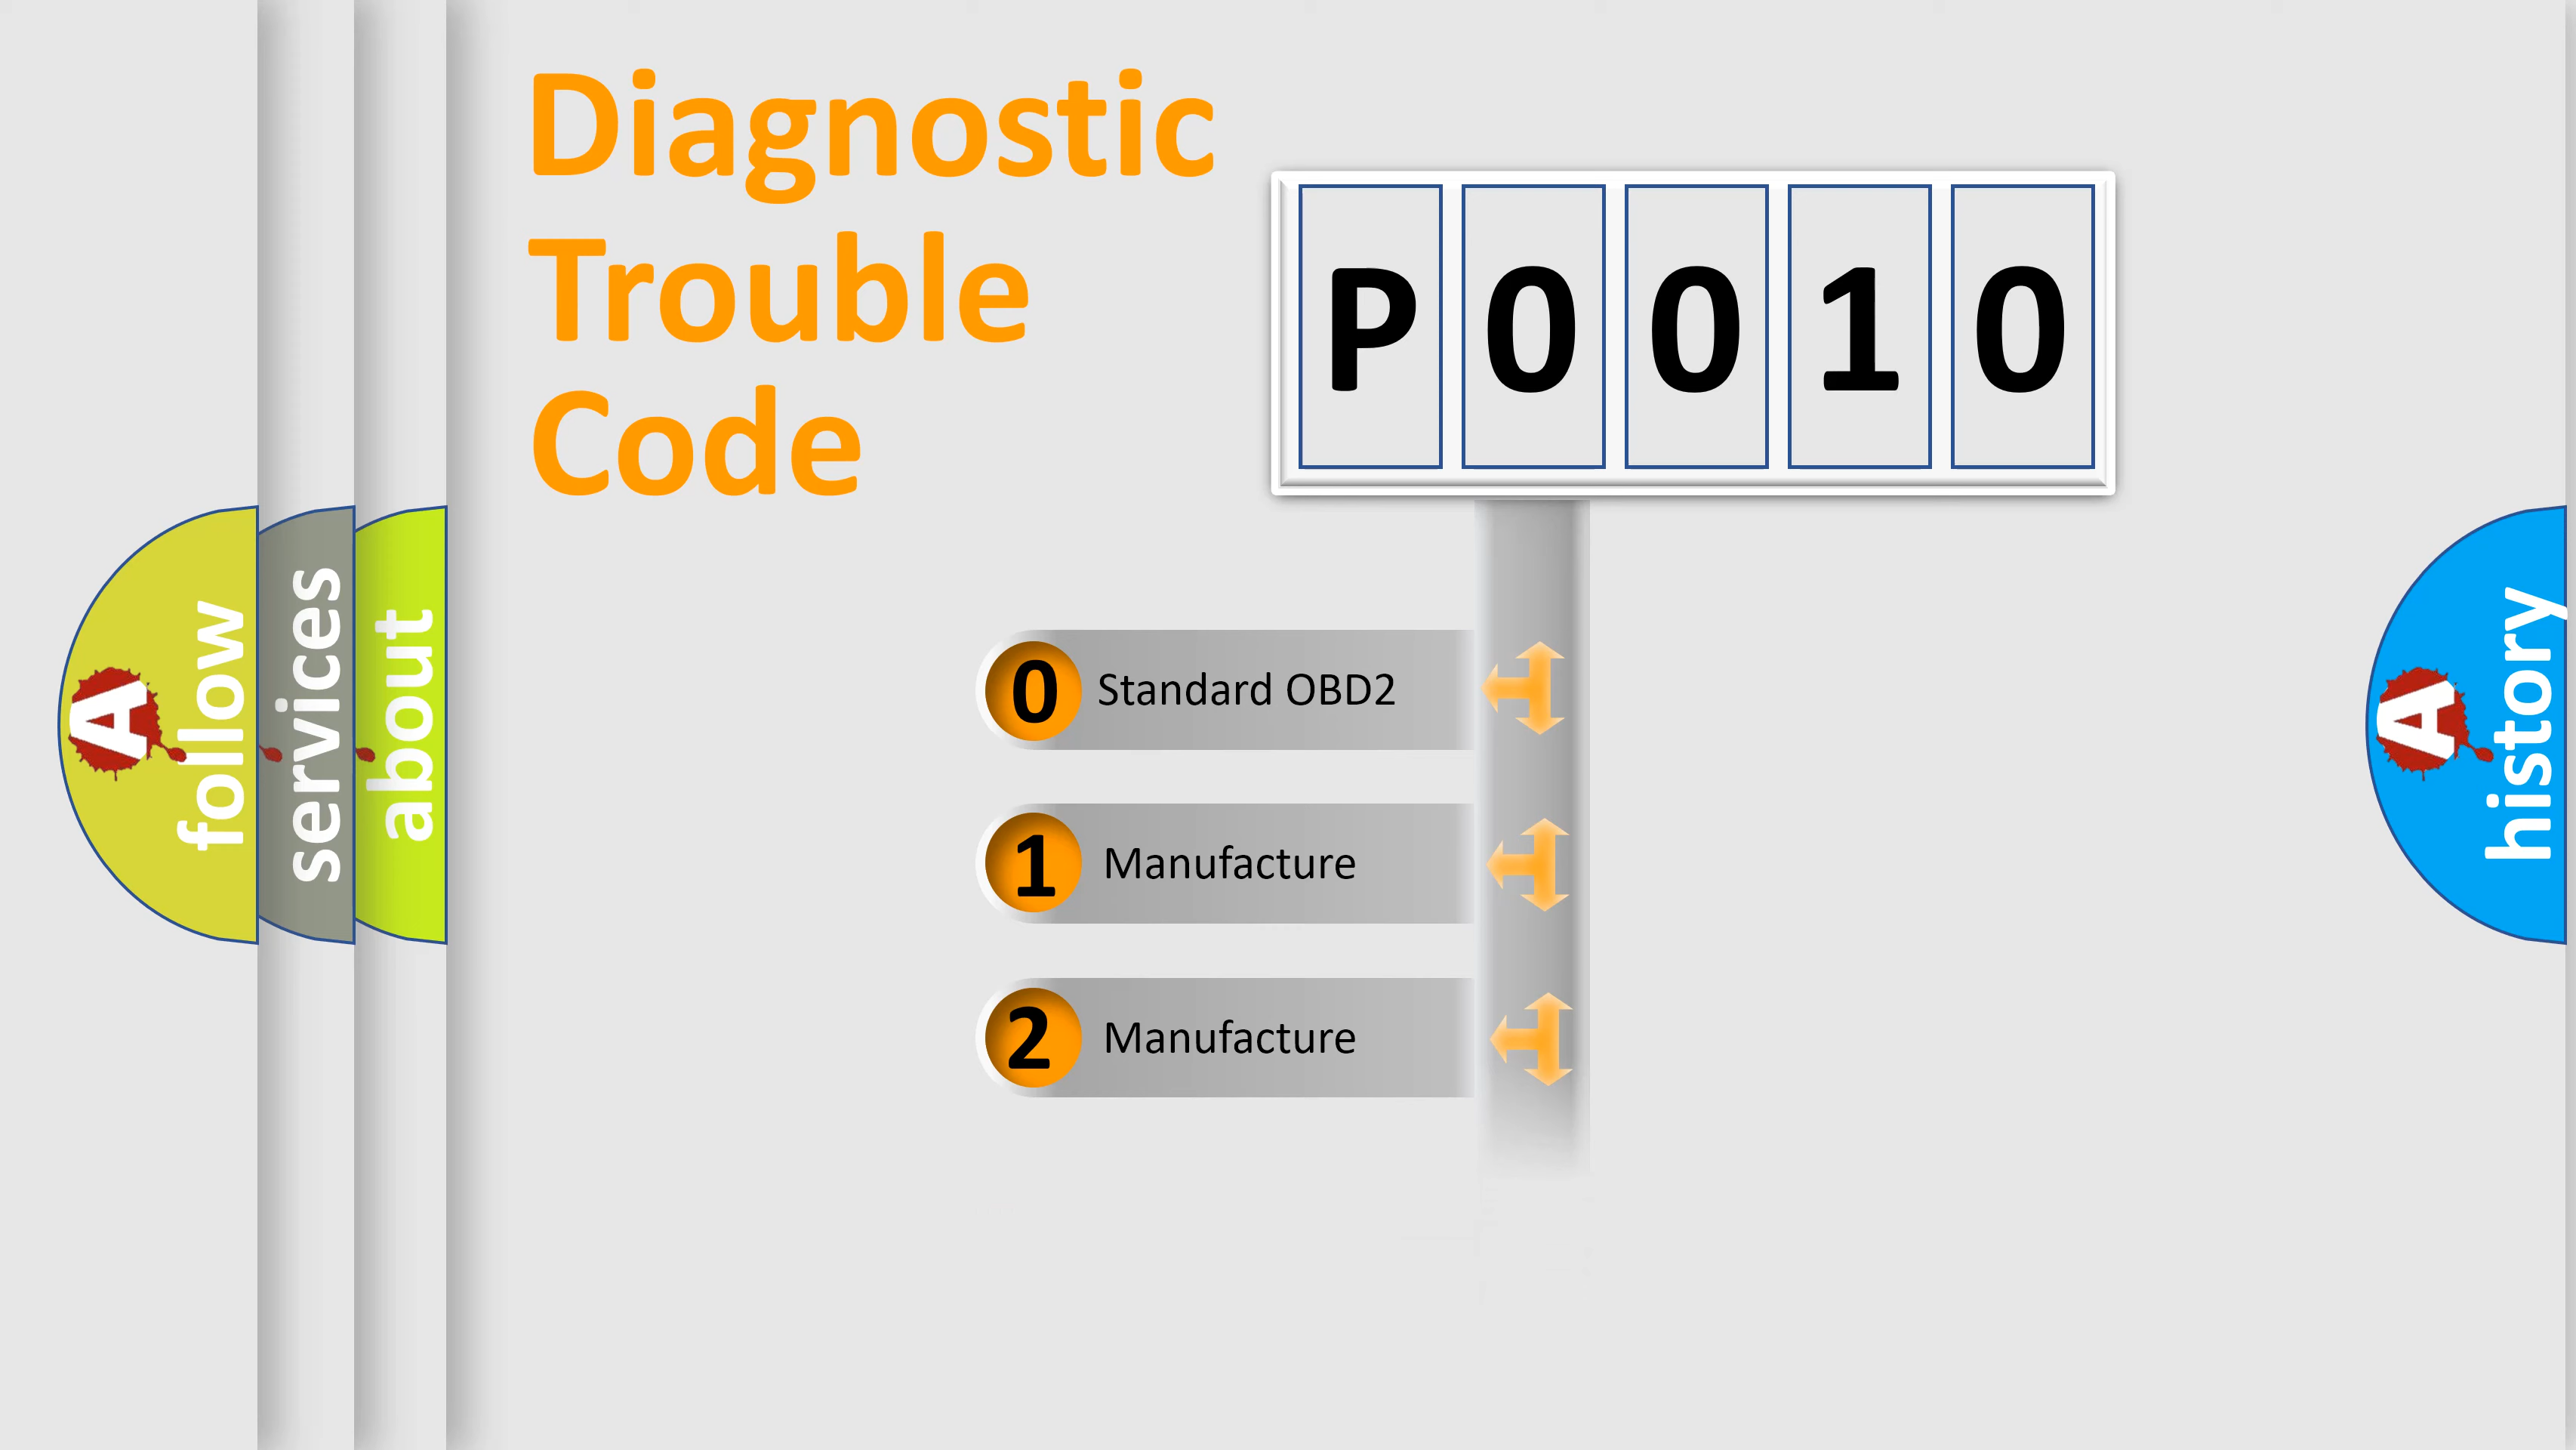 Diagnostic
Trouble
Code
P 0 0 1 0
0 Standard OBD2
1 Manufacture
2 Manufacture
A
follow
services
about
A
history